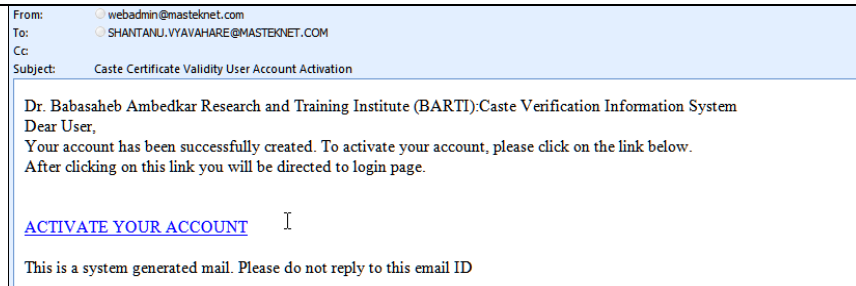 From: webadmin@masteknet.com
To: SHANTANU.VYAVAHARE@MASTEKNET.COM
Cc:
Subject: Caste Certificate Validity User Account Activation
Dr. Babasaheb Ambedkar Research and Training Institute (BARTI):Caste Verification Information System
Dear User,
Your account has been successfully created. To activate your account, please click on the link below.
After clicking on this link you will be directed to login page.
ACTIVATE YOUR ACCOUNT
This is a system generated mail. Please do not reply to this email ID